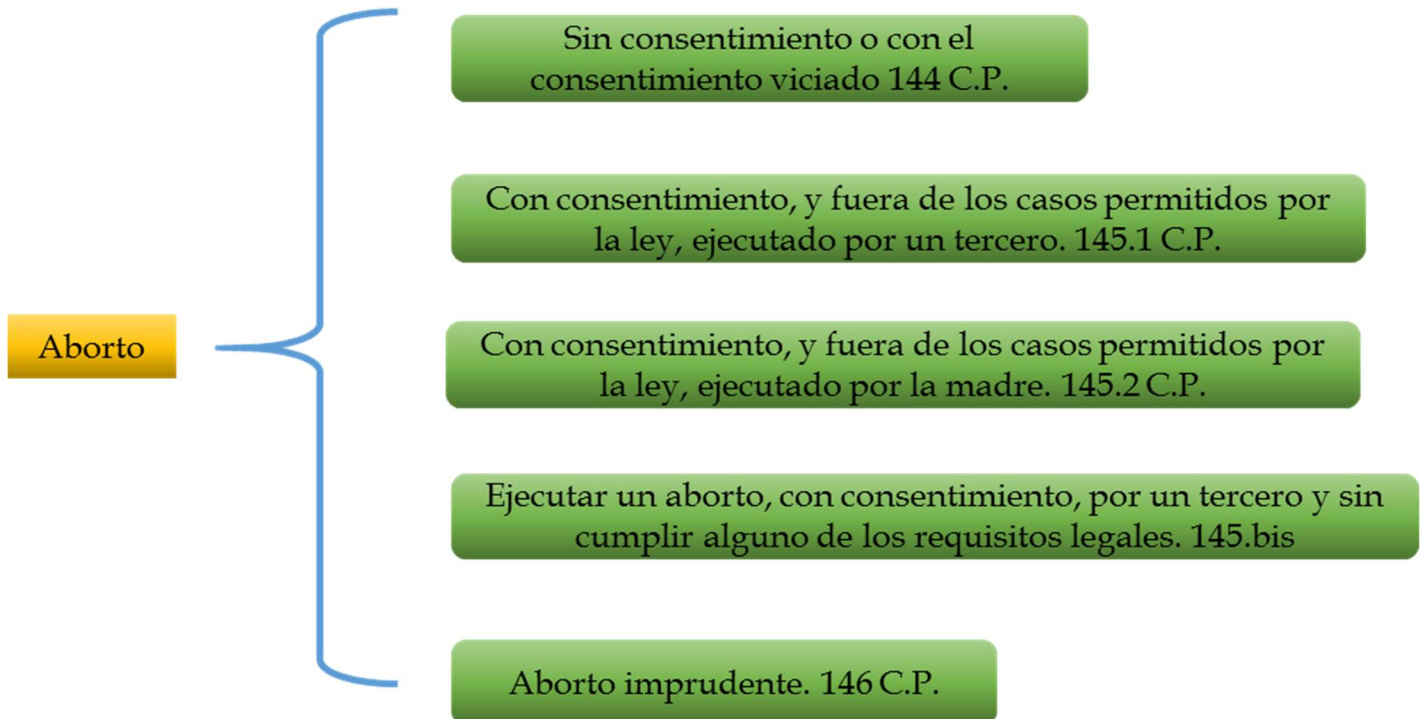 Sin consentimiento o con el
consentimiento viciado 144 C.P.
Con consentimiento, y fuera de los casos permitidos por
la ley, ejecutado por un tercero. 145.1 C.P.
Aborto
Con consentimiento, y fuera de los casos permitidos por
la ley, ejecutado por la madre. 145.2 C.P.
Ejecutar un aborto, con consentimiento, por un tercero y sin
cumplir alguno de los requisitos legales. 145.bis
Aborto imprudente. 146 C.P.